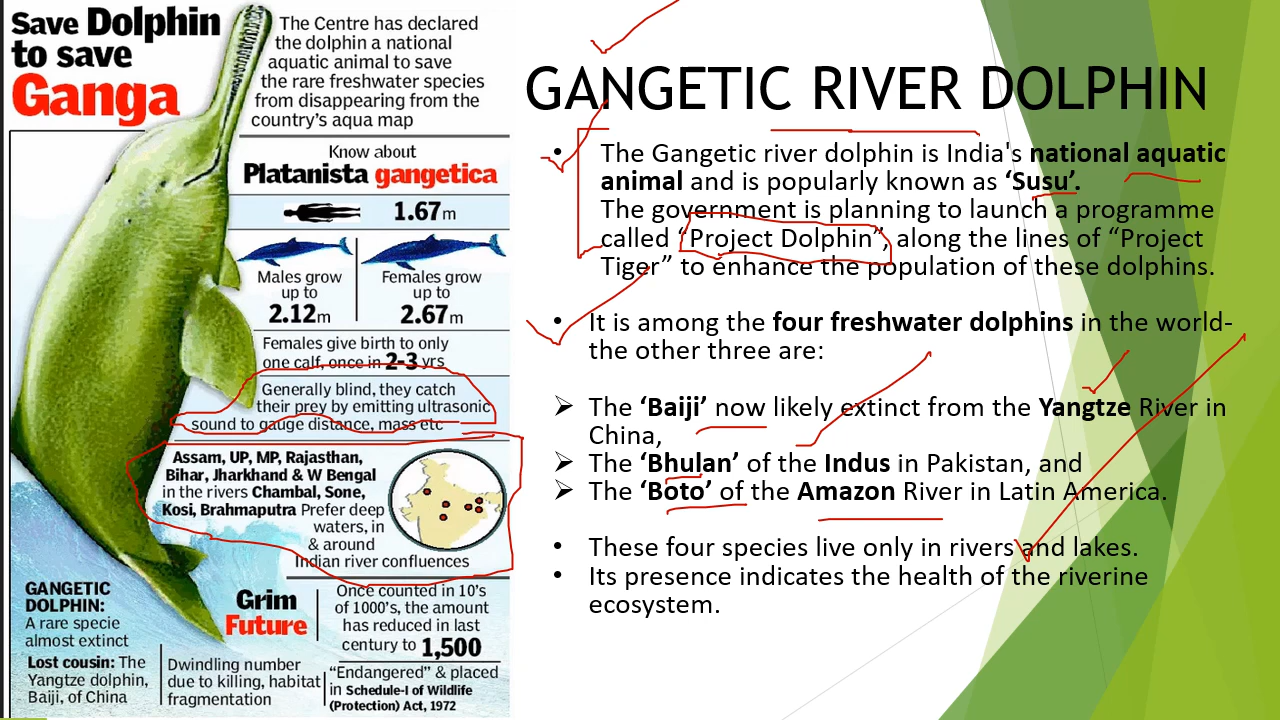 Save Dolphin
to save
Ganga
The Centre has declared
the dolphin a national
aquatic animal to save
the rare freshwater species
from disappearing from the
country's aqua map
Know about
Platanista gangetica
1.67m
Males grow
up to
2.12m
Females grow
up to
2.67m
Females give birth to only
one calf, once in 2-3 yrs
Generally blind, they catch
their prey by emitting ultrasonic
sound to gauge distance, mass etc
Assam, UP, MP, Rajasthan,
Bihar, Jharkhand & W Bengal
in the rivers Chambal, Sone,
Kosi, Brahmaputra Prefer deep
waters, in
& around
Indian river confluences
GANGETIC
DOLPHIN:
A rare specie
almost extinct
Lost cousin: The
Yangtze dolphin,
Baiji, of China
Grim
Future
Once counted in 10's
of 1000's, the amount
has reduced in last
century to 1,500
Dwindling number
due to killing, habitat
fragmentation
"Endangered" & placed
in Schedule-I of Wildlife
(Protection) Act, 1972
GANGETIC RIVER DOLPHIN
• The Gangetic river dolphin is India's national aquatic
animal and is popularly known as ‘Susu’.
The government is planning to launch a programme
called “Project Dolphin”, along the lines of “Project
Tiger” to enhance the population of these dolphins.
• It is among the four freshwater dolphins in the world-
the other three are:
➢ The ‘Baiji’ now likely extinct from the Yangtze River in
China,
➢ The ‘Bhulan’ of the Indus in Pakistan, and
➢ The ‘Boto’ of the Amazon River in Latin America.
• These four species live only in rivers and lakes.
• Its presence indicates the health of the riverine
ecosystem.